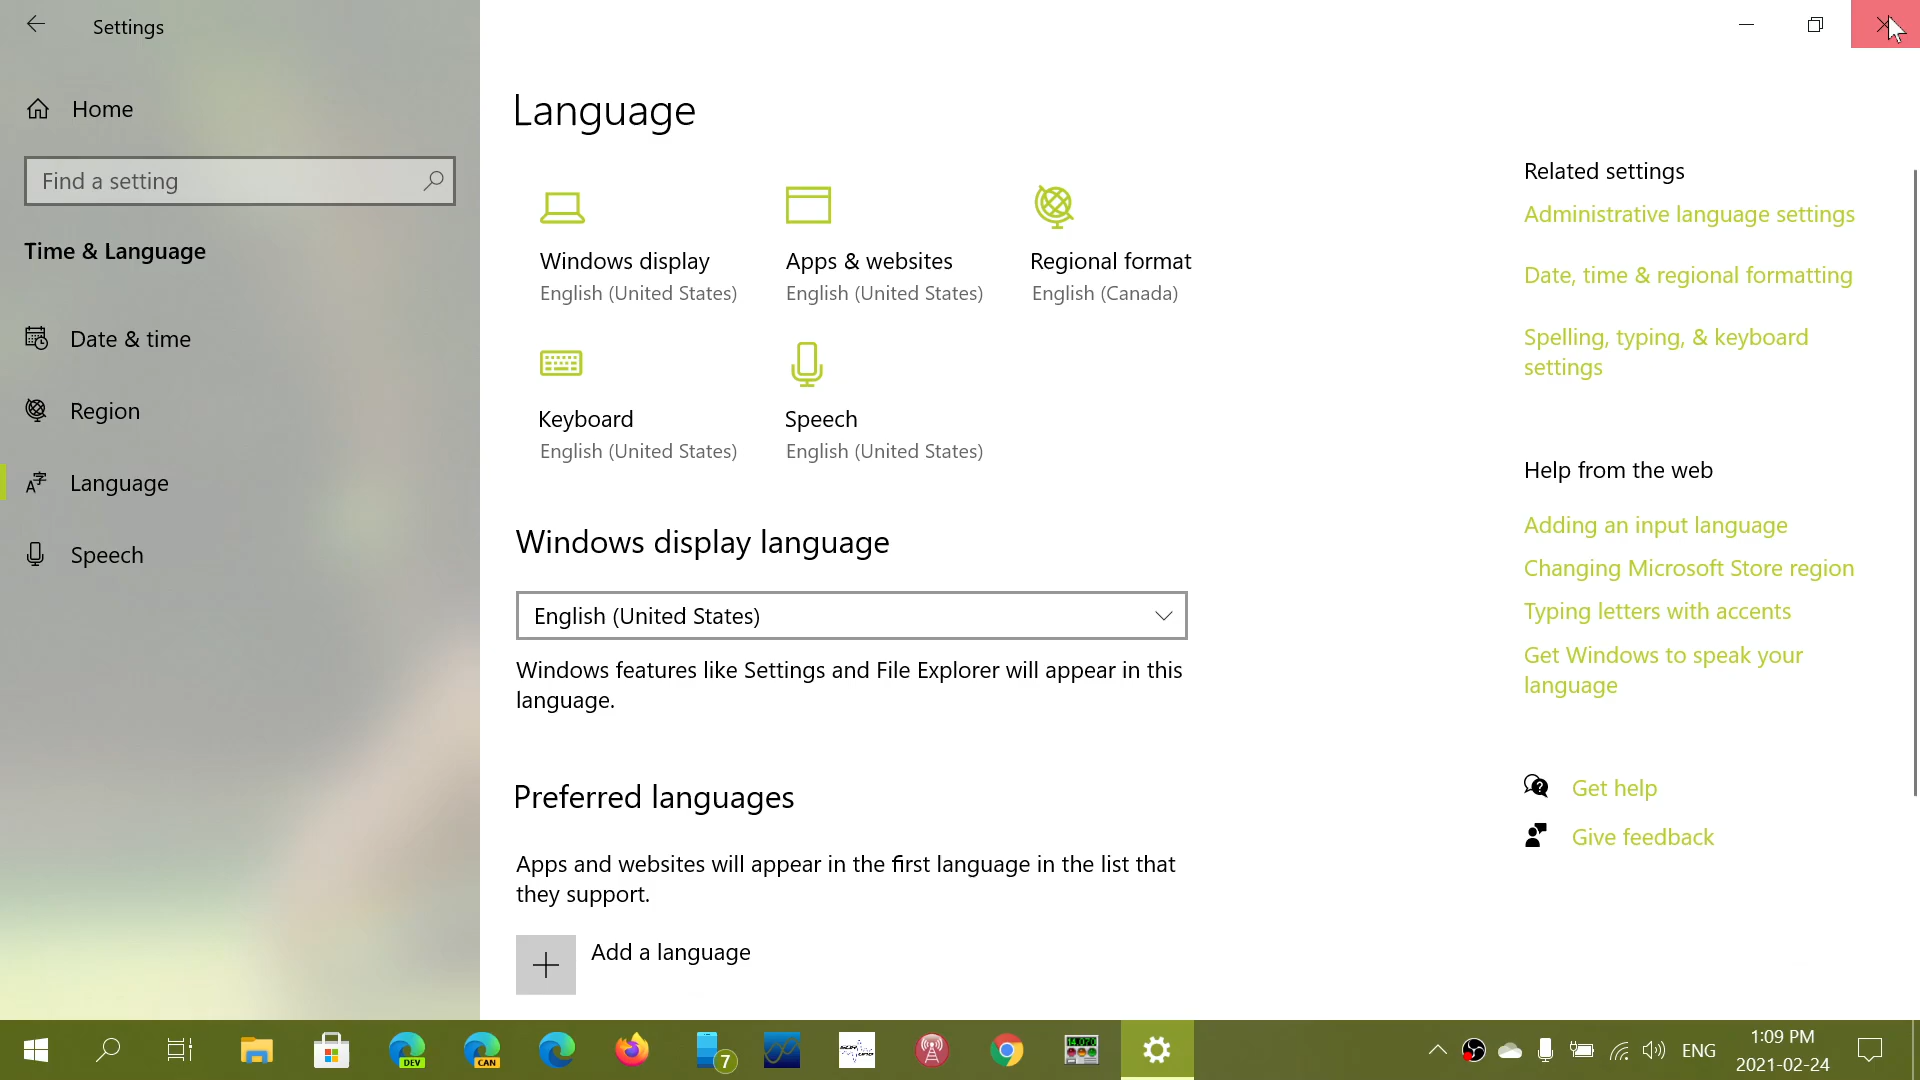 Settings
Home
Find a setting
Time & Language
Date & time
Region
Language
Speech
Language
Windows display
English (United States)
Apps & websites
English (United States)
Regional format
English (Canada)
Keyboard
English (United States)
Speech
English (United States)
Windows display language
English (United States)
Windows features like Settings and File Explorer will appear in this
language.
Preferred languages
Apps and websites will appear in the first language in the list that
they support.
Add a language
Related settings
Administrative language settings
Date, time & regional formatting
Spelling, typing, & keyboard
settings
Help from the web
Adding an input language
Changing Microsoft Store region
Typing letters with accents
Get Windows to speak your
language
Get help
Give feedback
DEV
CAN
7
14.070
ENG
1:09 PM
2021-02-24